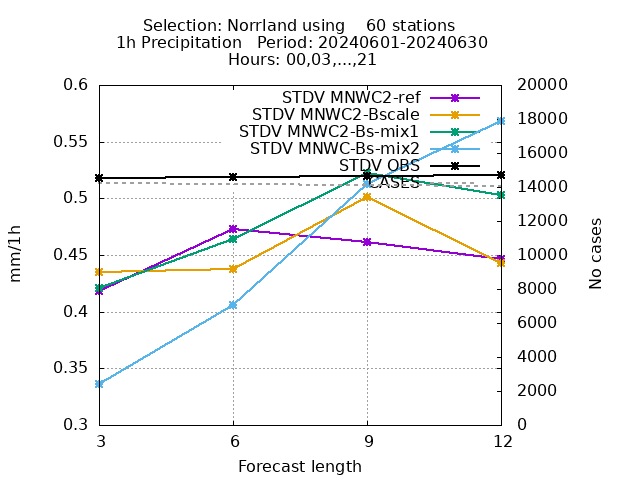 Selection: Norrland using    60 stations
1h Precipitation   Period: 20240601-20240630
Hours: 00,03,...,21
0.6
0.55
0.5
0.45
0.4
0.35
0.3
20000
18000
16000
14000
12000
10000
8000
6000
4000
2000
0
STDV MNWC2-ref
STDV MNWC2-Bscale
STDV MNWC2-Bs-mix1
STDV MNWC-Bs-mix2
STDV OBS
CASES
mm/1h
No cases
3
6
9
12
Forecast length